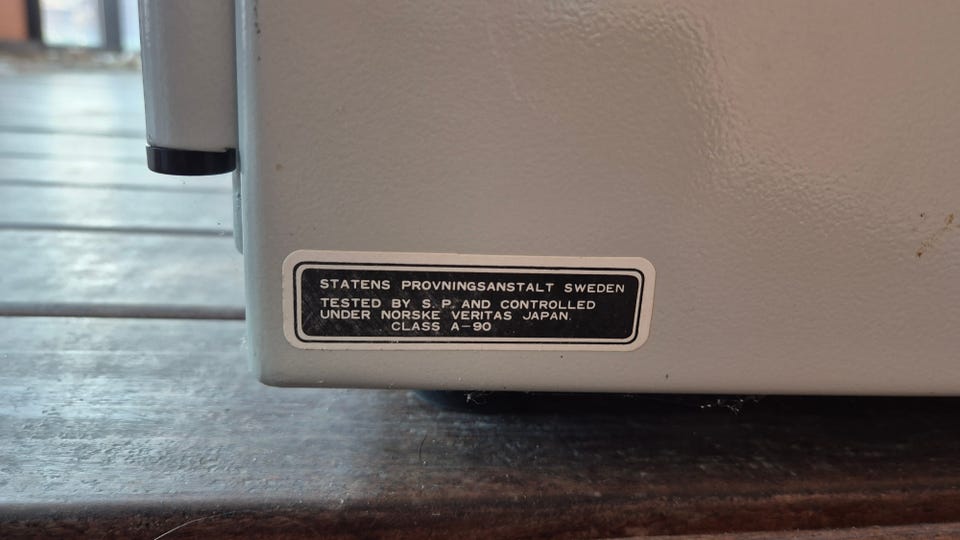 STATENS PROVNINGSANSTALT SWEDEN
TESTED BY S. P. AND CONTROLLED
UNDER NORSKE VERITAS JAPAN.
CLASS A-90